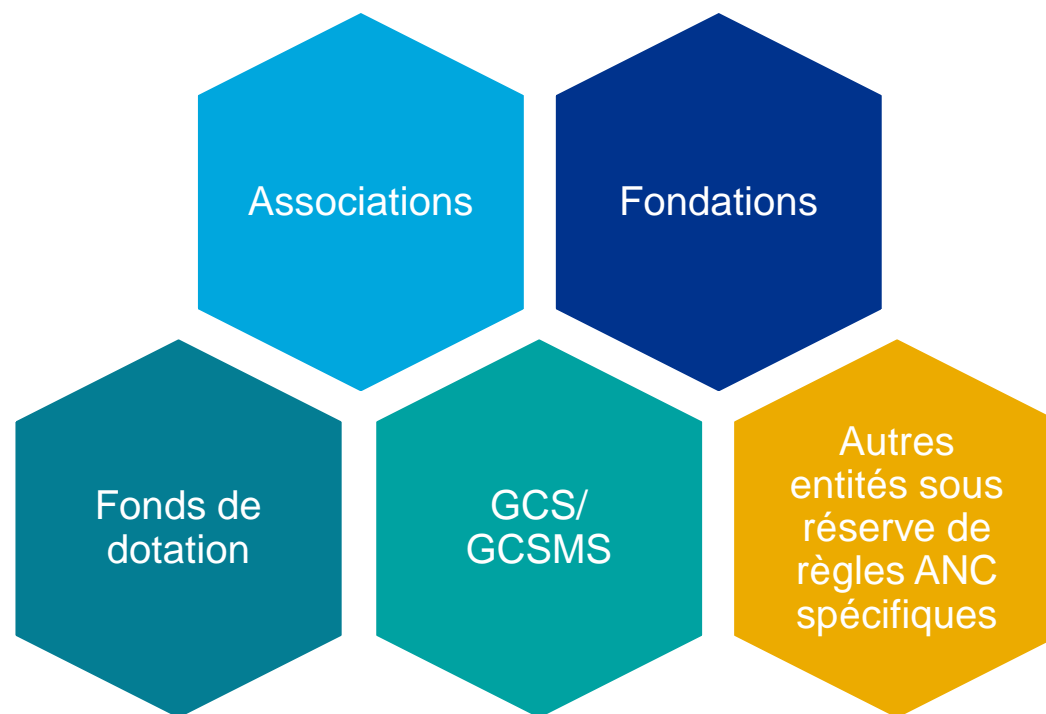 Associations
Fondations
Fonds de
dotation
GCS/
GCSMS
Autres
entités sous
réserve de
règles ANC
spécifiques